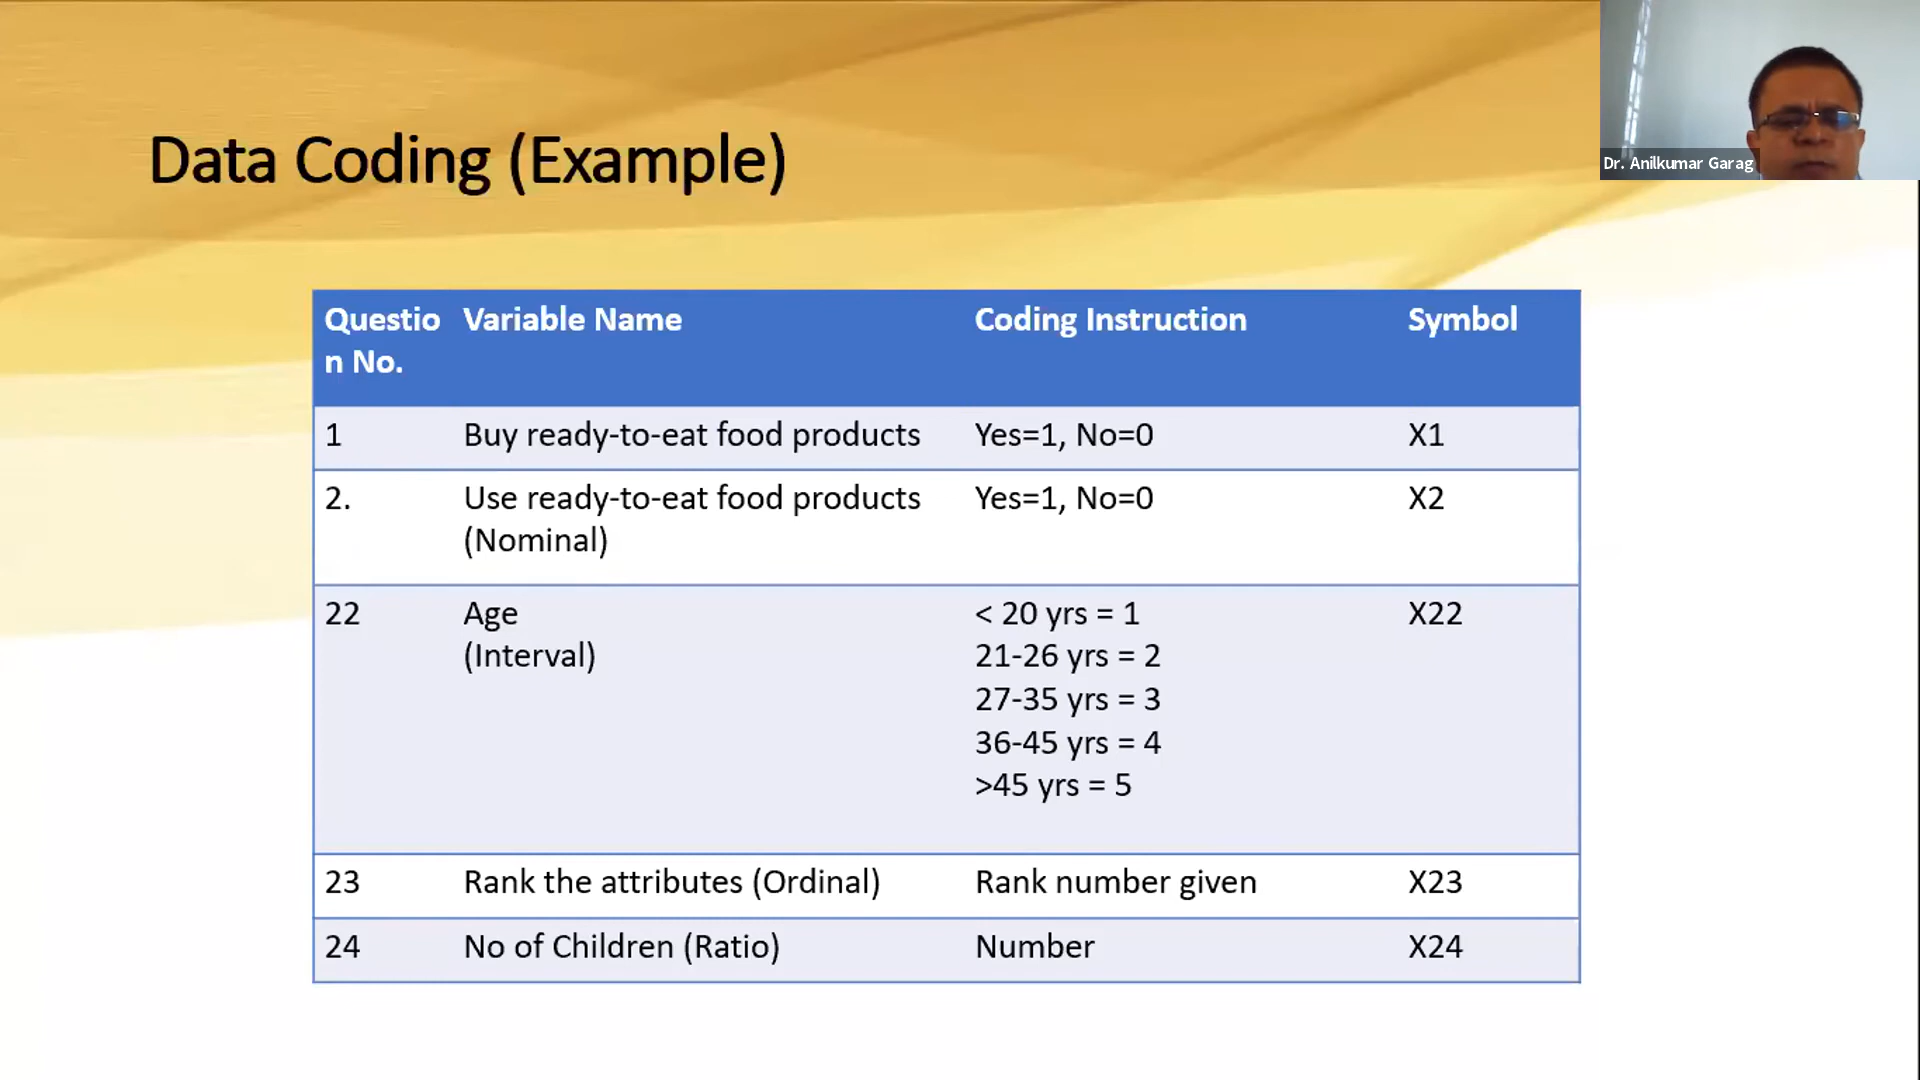 Data Coding (Example)
Dr. Anilkumar Garag
Questio Variable Name Coding Instruction Symbol
n No.
1 Buy ready-to-eat food products Yes=1, No=0 X1
2. Use ready-to-eat food products Yes=1, No=0 X2
(Nominal)
22 Age < 20 yrs = 1 X22
(Interval) 21-26 yrs = 2
27-35 yrs = 3
36-45 yrs = 4
>45 yrs = 5
23 Rank the attributes (Ordinal) Rank number given X23
24 No of Children (Ratio) Number X24